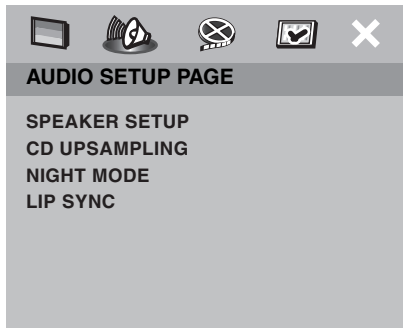 AUDIO SETUP PAGE
SPEAKER SETUP
CD UPSAMPLING
NIGHT MODE
LIP SYNC